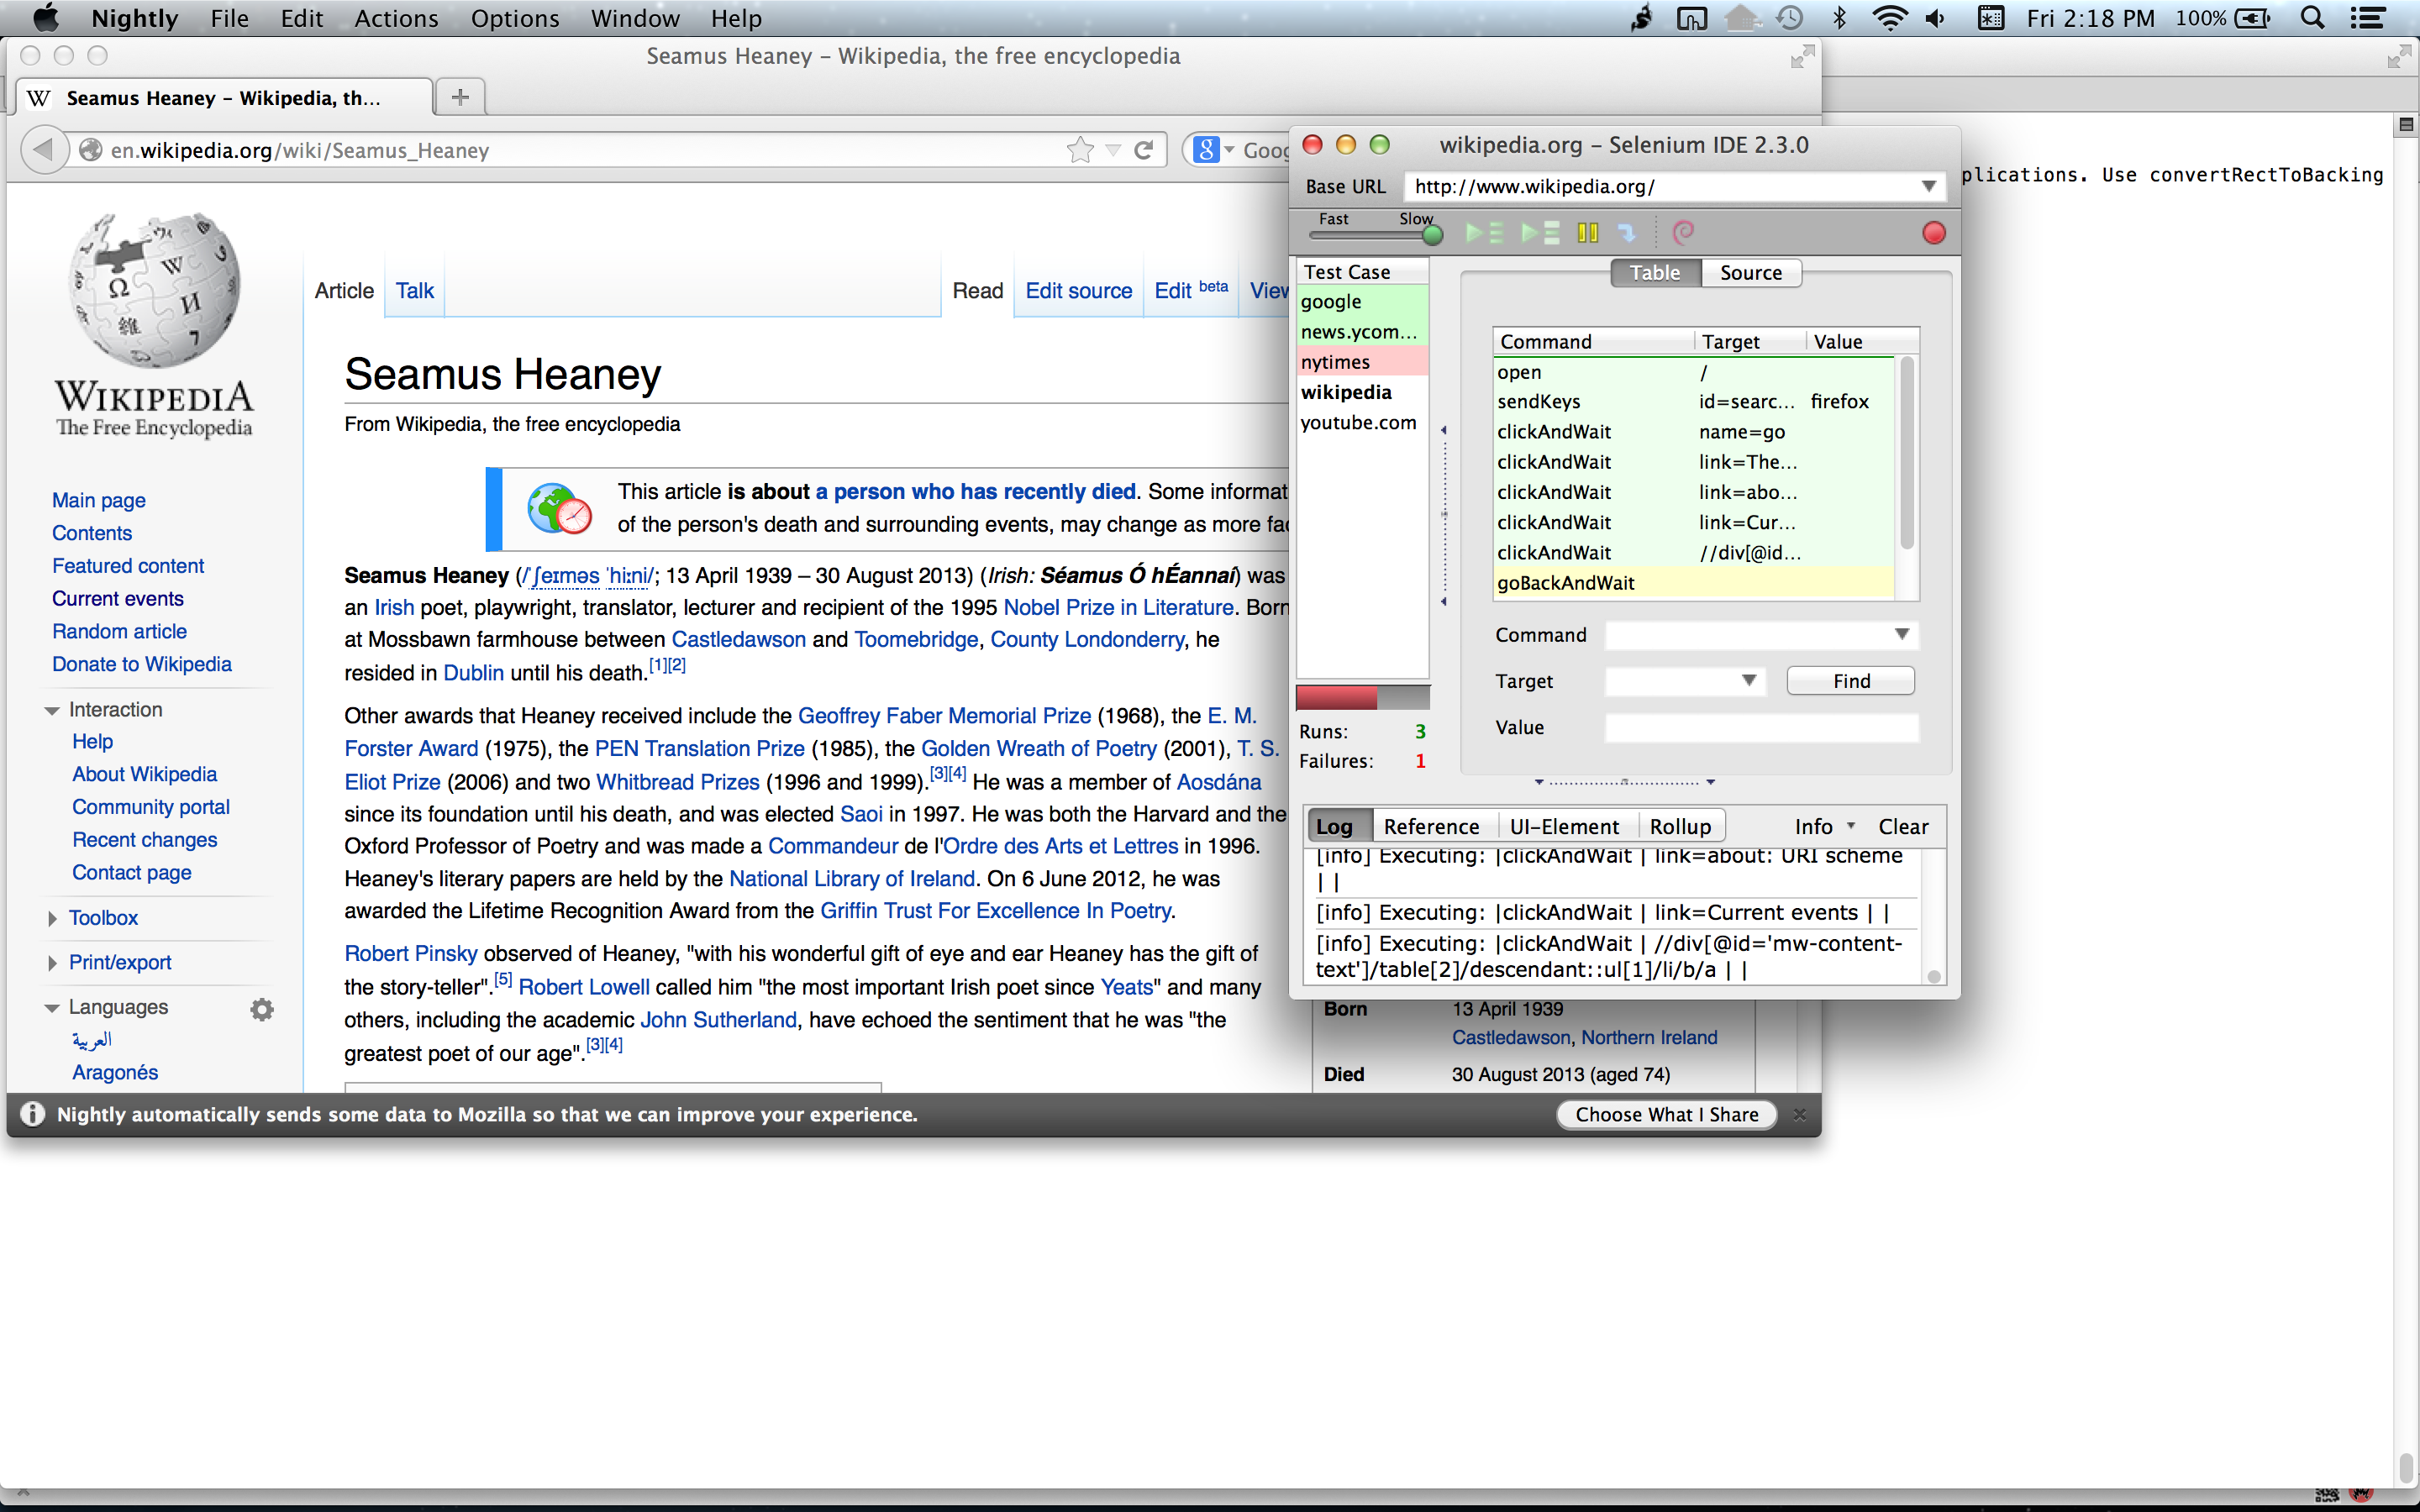 Nightly File Edit Actions Options Window Help
Fri 2:18 PM 100%
Seamus Heaney – Wikipedia, the free encyclopedia
W Seamus Heaney – Wikipedia, th...
en.wikipedia.org/wiki/Seamus_Heaney
WIKIPEDIA
The Free Encyclopedia
Main page
Contents
Featured content
Current events
Random article
Donate to Wikipedia
Interaction
Help
About Wikipedia
Community portal
Recent changes
Contact page
Toolbox
Print/export
Languages
العربية
Aragonés
Article Talk Read Edit source Edit beta
Seamus Heaney
From Wikipedia, the free encyclopedia
This article is about a person who has recently died. Some
of the person's death and surrounding events, may change as more
Seamus Heaney (/ˈʃeɪməs ˈhiːni/; 13 April 1939 – 30 August 2013) (Irish: Séamus Ó hÉannaí) was
an Irish poet, playwright, translator, lecturer and recipient of the 1995 Nobel Prize in Literature. Born
at Mossbawn farmhouse between Castledawson and Toomebridge, County Londonderry, he
resided in Dublin until his death.[1][2]
Other awards that Heaney received include the Geoffrey Faber Memorial Prize (1968), the E. M.
Forster Award (1975), the PEN Translation Prize (1985), the Golden Wreath of Poetry (2001), T. S.
Eliot Prize (2006) and two Whitbread Prizes (1996 and 1999).[3][4] He was a member of Aosdána
since its foundation until his death, and was elected Saoi in 1997. He was both the Harvard and the
Oxford Professor of Poetry and was made a Commandeur de l'Ordre des Arts et Lettres in 1996.
Heaney's literary papers are held by the National Library of Ireland. On 6 June 2012, he was
awarded the Lifetime Recognition Award from the Griffin Trust For Excellence In Poetry.
Robert Pinsky observed of Heaney, "with his wonderful gift of eye and ear Heaney has the gift of
the story-teller".[5] Robert Lowell called him "the most important Irish poet since Yeats" and many
others, including the academic John Sutherland, have echoed the sentiment that he was "the
greatest poet of our age".[3][4]
Born 13 April 1939
Castledawson, Northern Ireland
Died 30 August 2013 (aged 74)
Nightly automatically sends some data to Mozilla so that we can improve your experience.
Choose What I Share
wikipedia.org – Selenium IDE 2.3.0
Base URL http://www.wikipedia.org/
Fast Slow
Test Case
google
news.ycom...
nytimes
wikipedia
youtube.com
Runs: 3
Failures: 1
Table Source
Command Target Value
open /
sendKeys id=searc... firefox
clickAndWait name=go
clickAndWait link=The...
clickAndWait link=abo...
clickAndWait link=Cur...
clickAndWait //div[@id...
goBackAndWait
Command
Target Find
Value
Log Reference UI-Element Rollup Info Clear
[info] Executing: |clickAndWait | link=about: URI scheme
| |
[info] Executing: |clickAndWait | link=Current events | |
[info] Executing: |clickAndWait | //div[@id='mw-content-
text']/table[2]/descendant::ul[1]/li/b/a | |
plications. Use convertRectToBacking